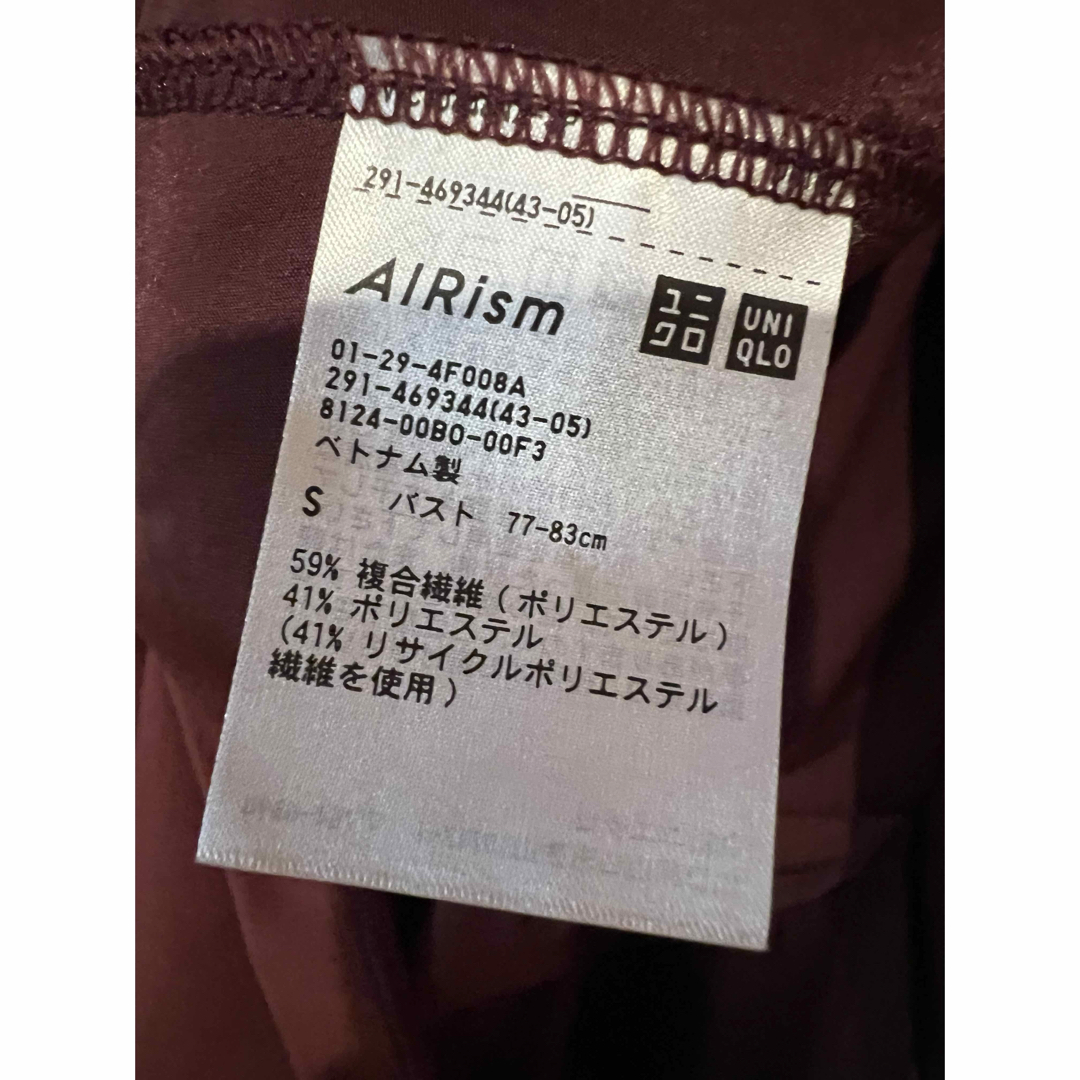 291-469344(43-05)
AIRism
ユニクロ
UNI
QLO
01-29-4F008A
291-469344(43-05)
8124-00B0-00F3
ベトナム製
S バスト 77-83cm
59% 複合繊維(ポリエステル)
41% ポリエステル
(41% リサイクルポリエステル
繊維を使用)